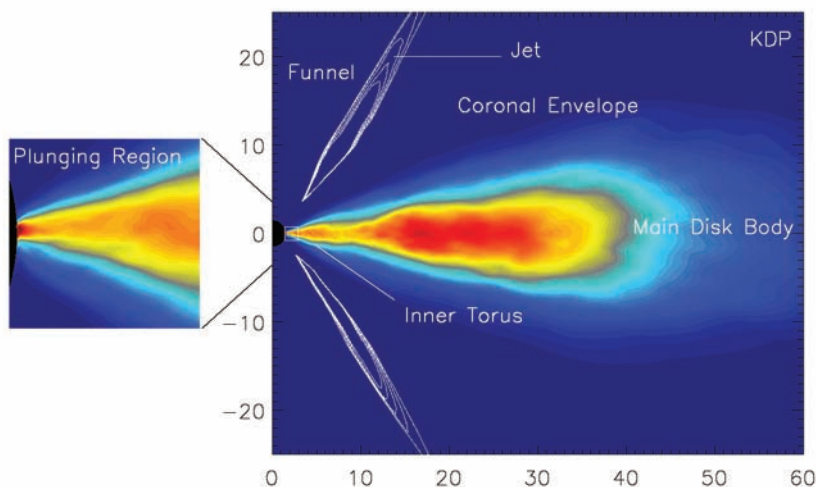 KDP
Jet
Funnel
Coronal Envelope
Plunging Region
Main Disk Body
Inner Torus
20
10
0
-10
-20
0 10 20 30 40 50 60